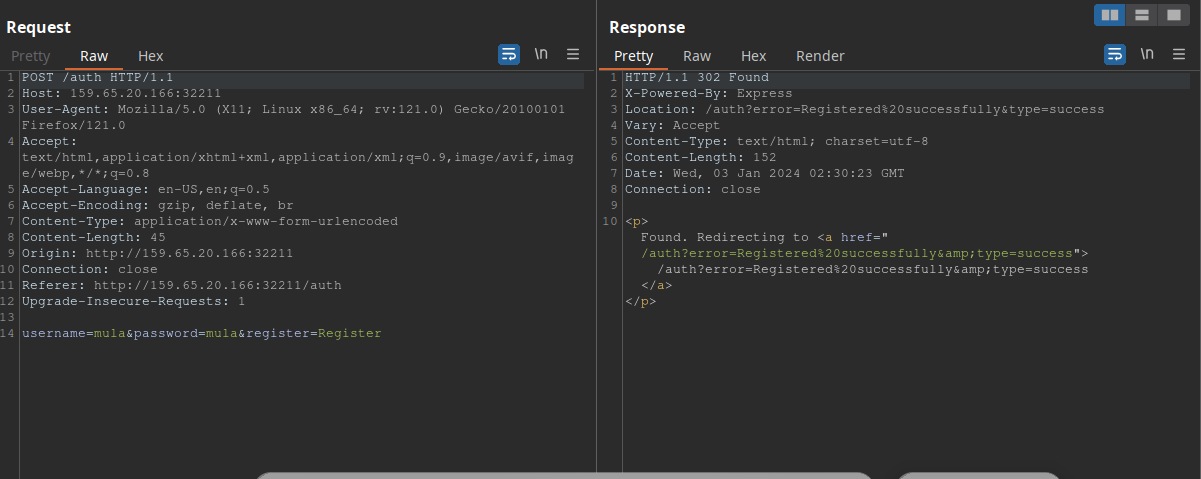 Request
Pretty Raw Hex
\n
1 POST /auth HTTP/1.1
2 Host: 159.65.20.166:32211
3 User-Agent: Mozilla/5.0 (X11; Linux x86_64; rv:121.0) Gecko/20100101
Firefox/121.0
4 Accept:
text/html,application/xhtml+xml,application/xml;q=0.9,image/avif,imag
e/webp,*/*;q=0.8
5 Accept-Language: en-US,en;q=0.5
6 Accept-Encoding: gzip, deflate, br
7 Content-Type: application/x-www-form-urlencoded
8 Content-Length: 45
9 Origin: http://159.65.20.166:32211
10 Connection: close
11 Referer: http://159.65.20.166:32211/auth
12 Upgrade-Insecure-Requests: 1
13
14 username=mula&password=mula&register=Register
Response
Pretty Raw Hex Render
\n
1 HTTP/1.1 302 Found
2 X-Powered-By: Express
3 Location: /auth?error=Registered%20successfully&type=success
4 Vary: Accept
5 Content-Type: text/html; charset=utf-8
6 Content-Length: 152
7 Date: Wed, 03 Jan 2024 02:30:23 GMT
8 Connection: close
9
10 <p>
Found. Redirecting to <a href="
/auth?error=Registered%20successfully&amp;type=success">
/auth?error=Registered%20successfully&amp;type=success
</a>
</p>